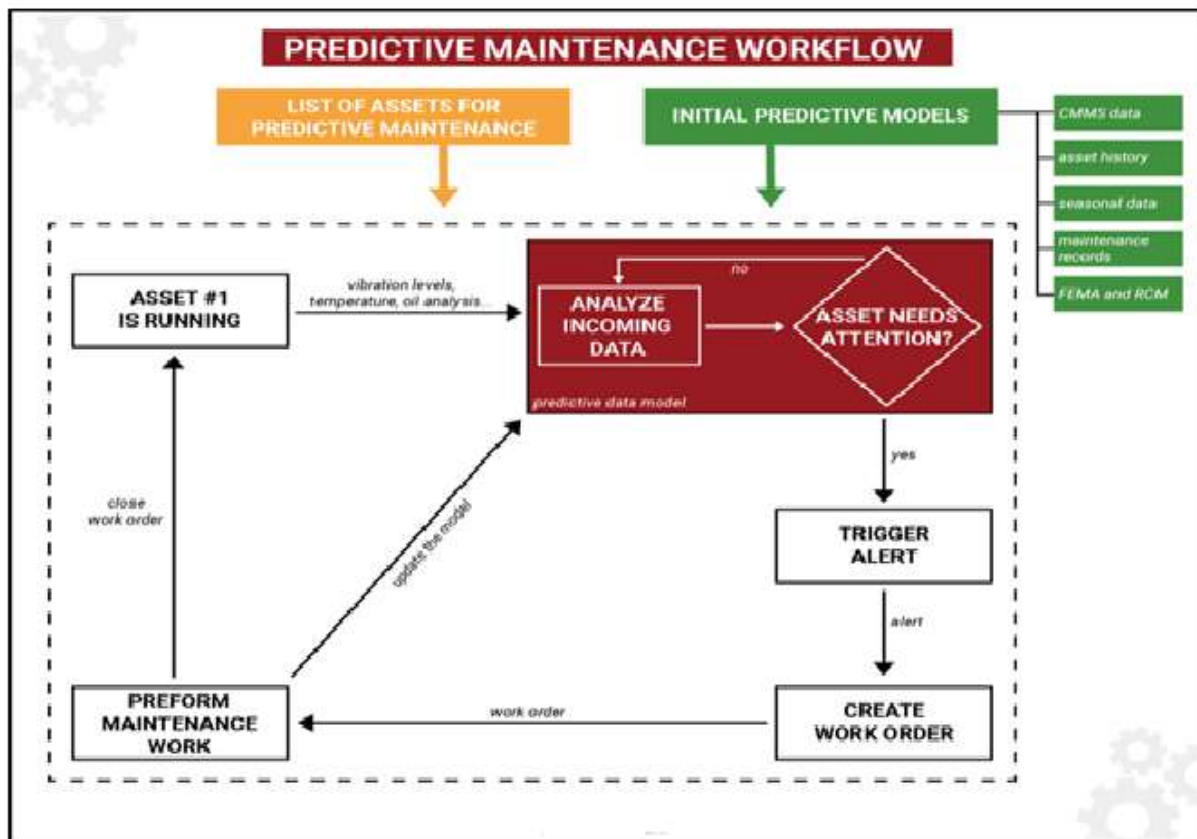 PREDICTIVE MAINTENANCE WORKFLOW
LIST OF ASSETS FOR
PREDICTIVE MAINTENANCE
INITIAL PREDICTIVE MODELS
CMMS data
asset history
seasonal data
maintenance
records
FEMA and RCM
ASSET #1
IS RUNNING
vibration levels,
temperature, oil analysis...
no
ANALYZE
INCOMING
DATA
ASSET NEEDS
ATTENTION?
predictive data model
yes
close
work order
update the model
TRIGGER
ALERT
alert
PREFORM
MAINTENANCE
WORK
work order
CREATE
WORK ORDER